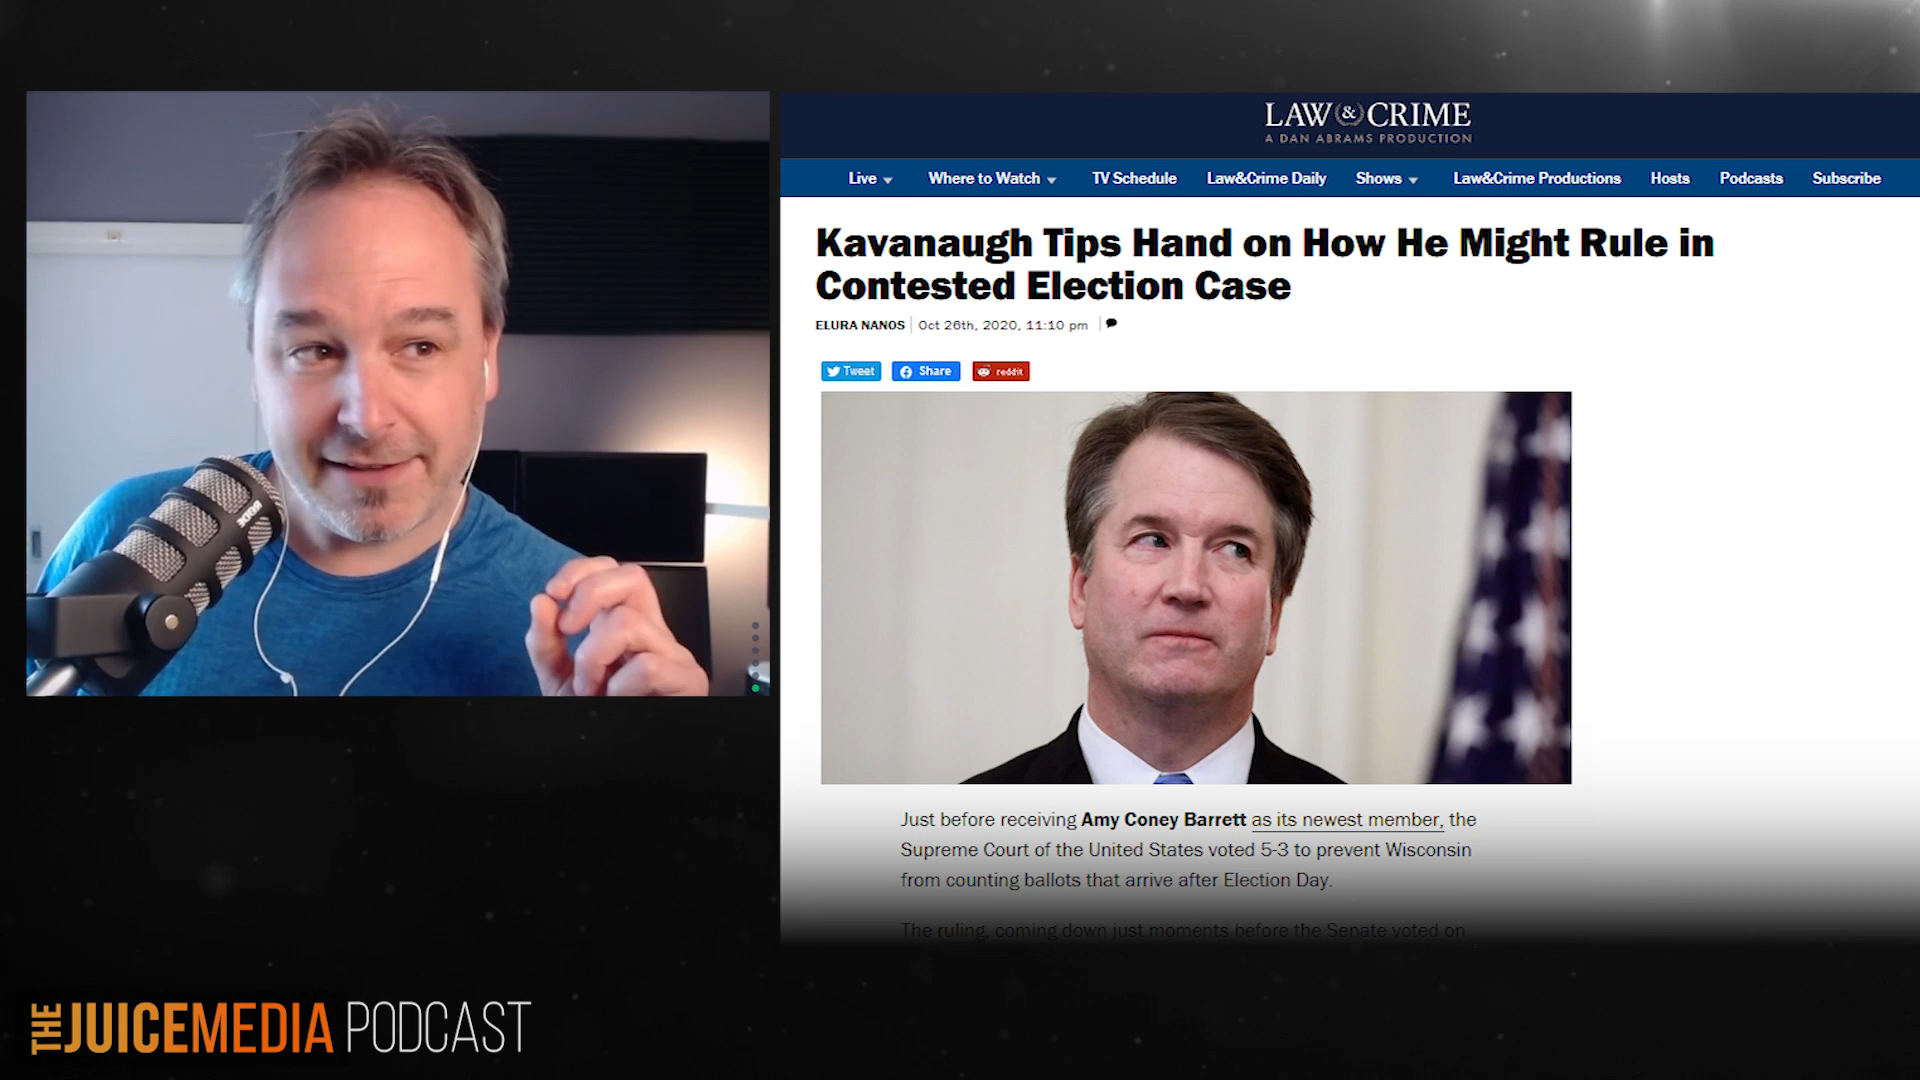 LAW & CRIME
A DAN ABRAMS PRODUCTION
Live Where to Watch TV Schedule Law&Crime Daily Shows Law&Crime Productions Hosts Podcasts Subscribe
Kavanaugh Tips Hand on How He Might Rule in
Contested Election Case
ELURA NANOS Oct 26th, 2020, 11:10 pm
Tweet Share reddit
RØDE
Just before receiving Amy Coney Barrett as its newest member, the
Supreme Court of the United States voted 5-3 to prevent Wisconsin
from counting ballots that arrive after Election Day.
The ruling, coming down just moments before the Senate voted on
THE JUICEMEDIA PODCAST